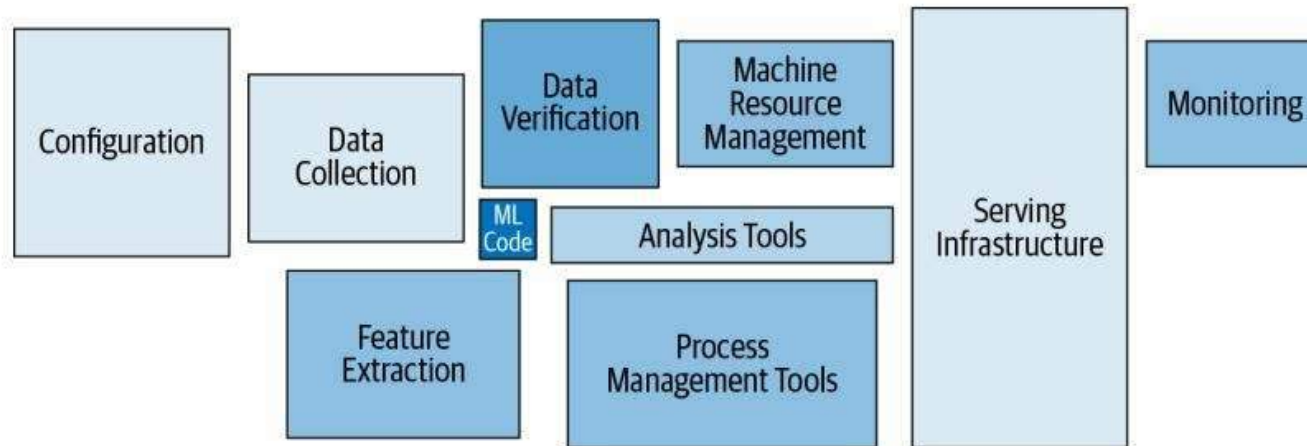 Configuration
Data
Collection
Data
Verification
Machine
Resource
Management
Monitoring
ML
Code
Analysis Tools
Serving
Infrastructure
Feature
Extraction
Process
Management Tools